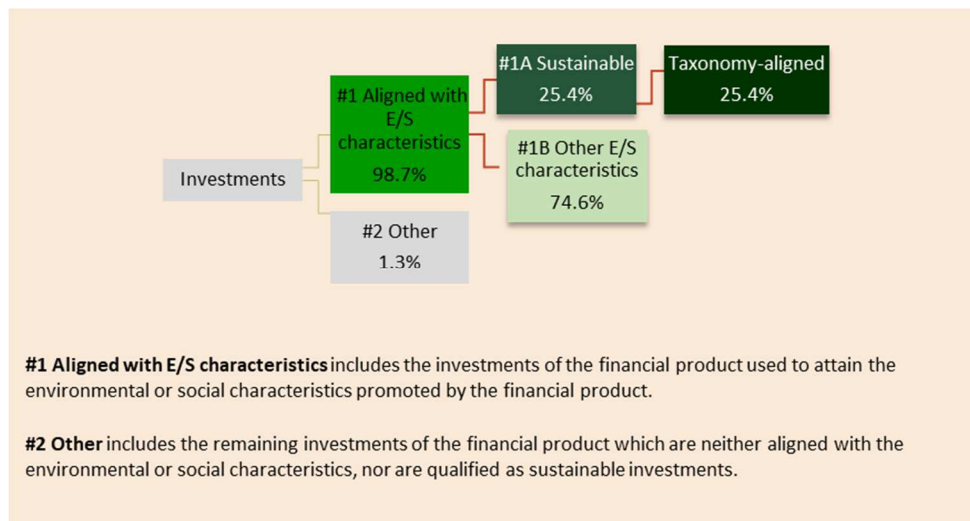 Investments
#1 Aligned with
E/S
characteristics
98.7%
#2 Other
1.3%
#1A Sustainable
25.4%
#1B Other E/S
characteristics
74.6%
Taxonomy-aligned
25.4%
#1 Aligned with E/S characteristics includes the investments of the financial product used to attain the
environmental or social characteristics promoted by the financial product.
#2 Other includes the remaining investments of the financial product which are neither aligned with the
environmental or social characteristics, nor are qualified as sustainable investments.